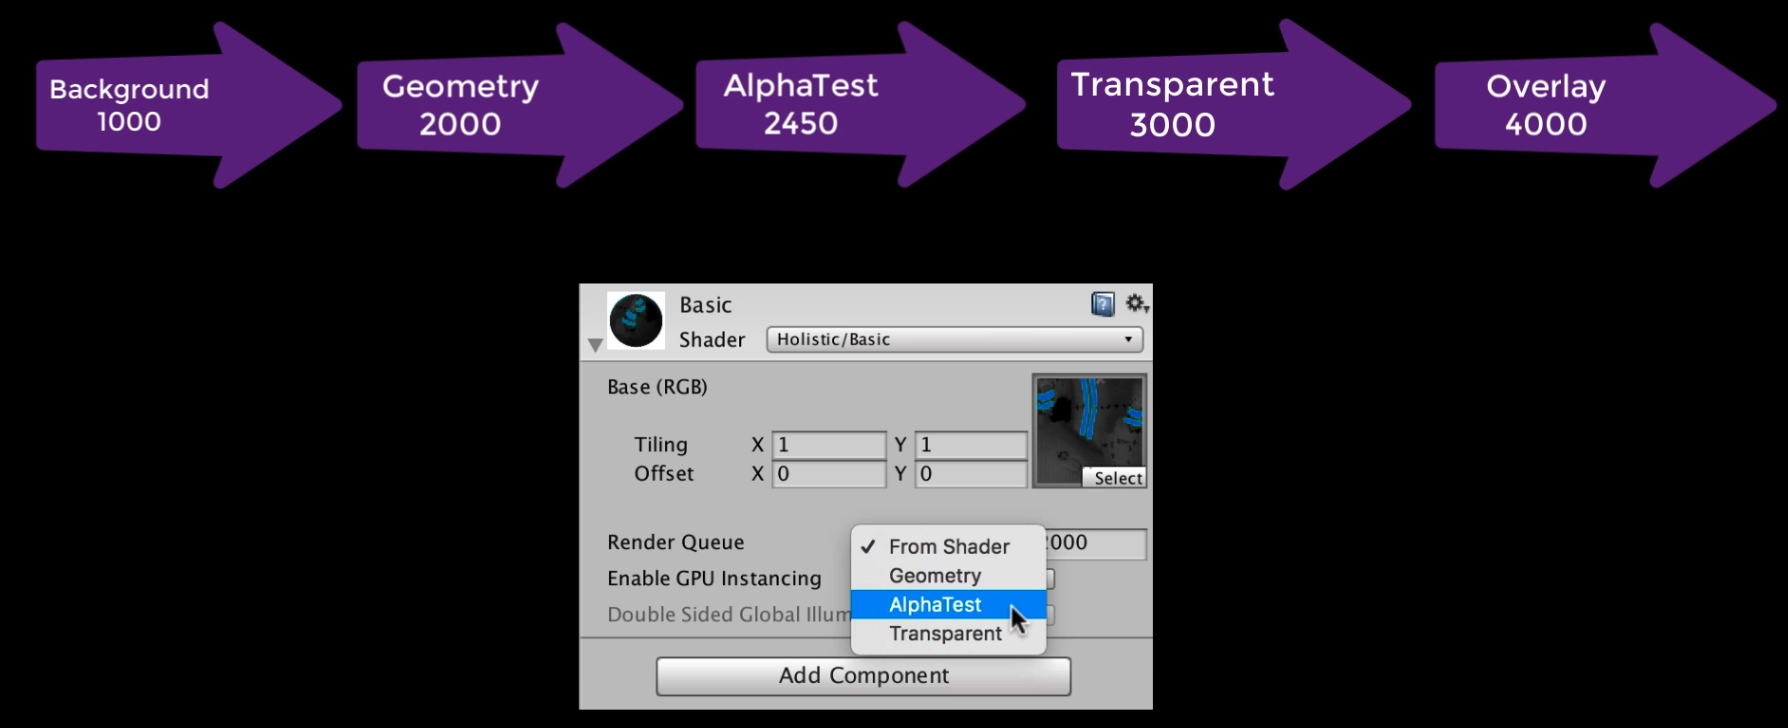 Background
1000
Geometry
2000
AlphaTest
2450
Transparent
3000
Overlay
4000
Basic
Shader Holistic/Basic
Base (RGB)
Tiling X 1 Y 1
Offset X 0 Y 0
Select
Render Queue 2000
✓ From Shader
Geometry
AlphaTest
Transparent
Enable GPU Instancing
Double Sided Global Illum
Add Component